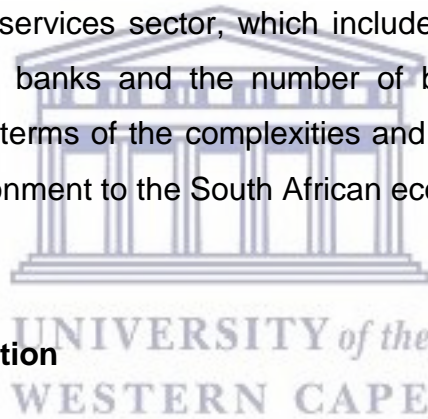 services sector, which include
banks and the number of b
terms of the complexities and
onment to the South African eco
UNIVERSITY of the
tion
WESTERN CAPE